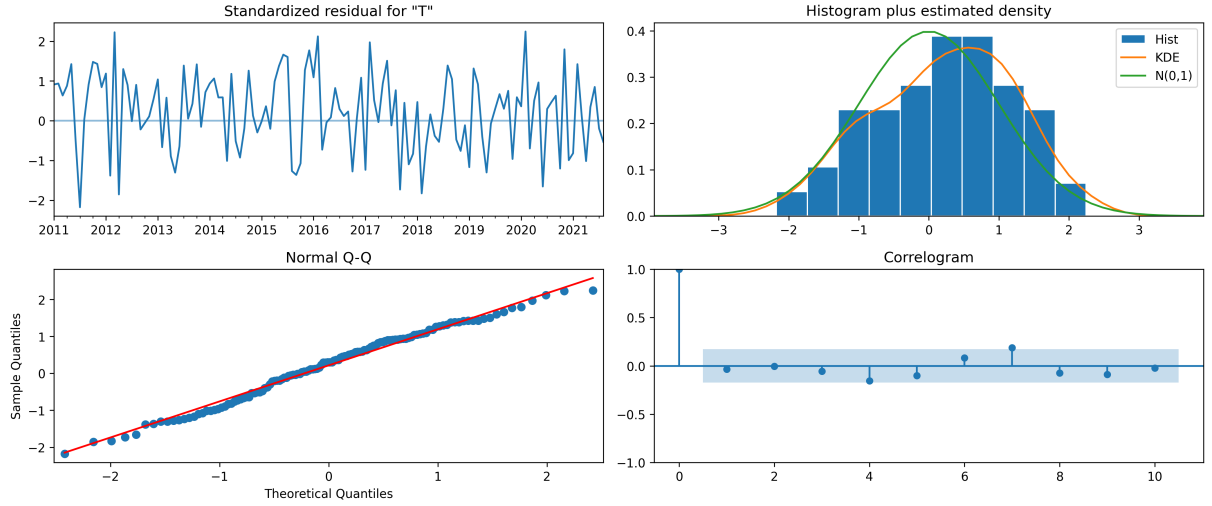 Standardized residual for "T"
2
1
0
−1
−2
2011 2012 2013 2014 2015 2016 2017 2018 2019 2020 2021
Histogram plus estimated density
0.4
0.3
0.2
0.1
0.0
Hist
KDE
N(0,1)
−3 −2 −1 0 1 2 3
Normal Q-Q
Sample Quantiles
2
1
0
−1
−2
−2 −1 0 1 2
Theoretical Quantiles
Correlogram
1.0
0.5
0.0
−0.5
−1.0
0 2 4 6 8 10